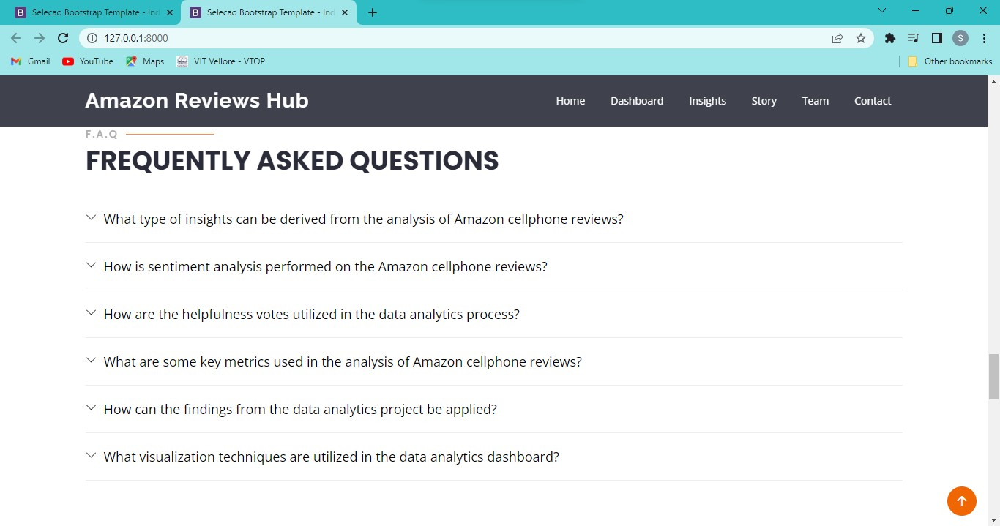 Selecao Bootstrap Template - Ind
Selecao Bootstrap Template - Ind
127.0.0.1:8000
S
Gmail
YouTube
Maps
VIT Vellore - VTOP
Other bookmarks
Amazon Reviews Hub
Home
Dashboard
Insights
Story
Team
Contact
F.A.Q
FREQUENTLY ASKED QUESTIONS
What type of insights can be derived from the analysis of Amazon cellphone reviews?
How is sentiment analysis performed on the Amazon cellphone reviews?
How are the helpfulness votes utilized in the data analytics process?
What are some key metrics used in the analysis of Amazon cellphone reviews?
How can the findings from the data analytics project be applied?
What visualization techniques are utilized in the data analytics dashboard?